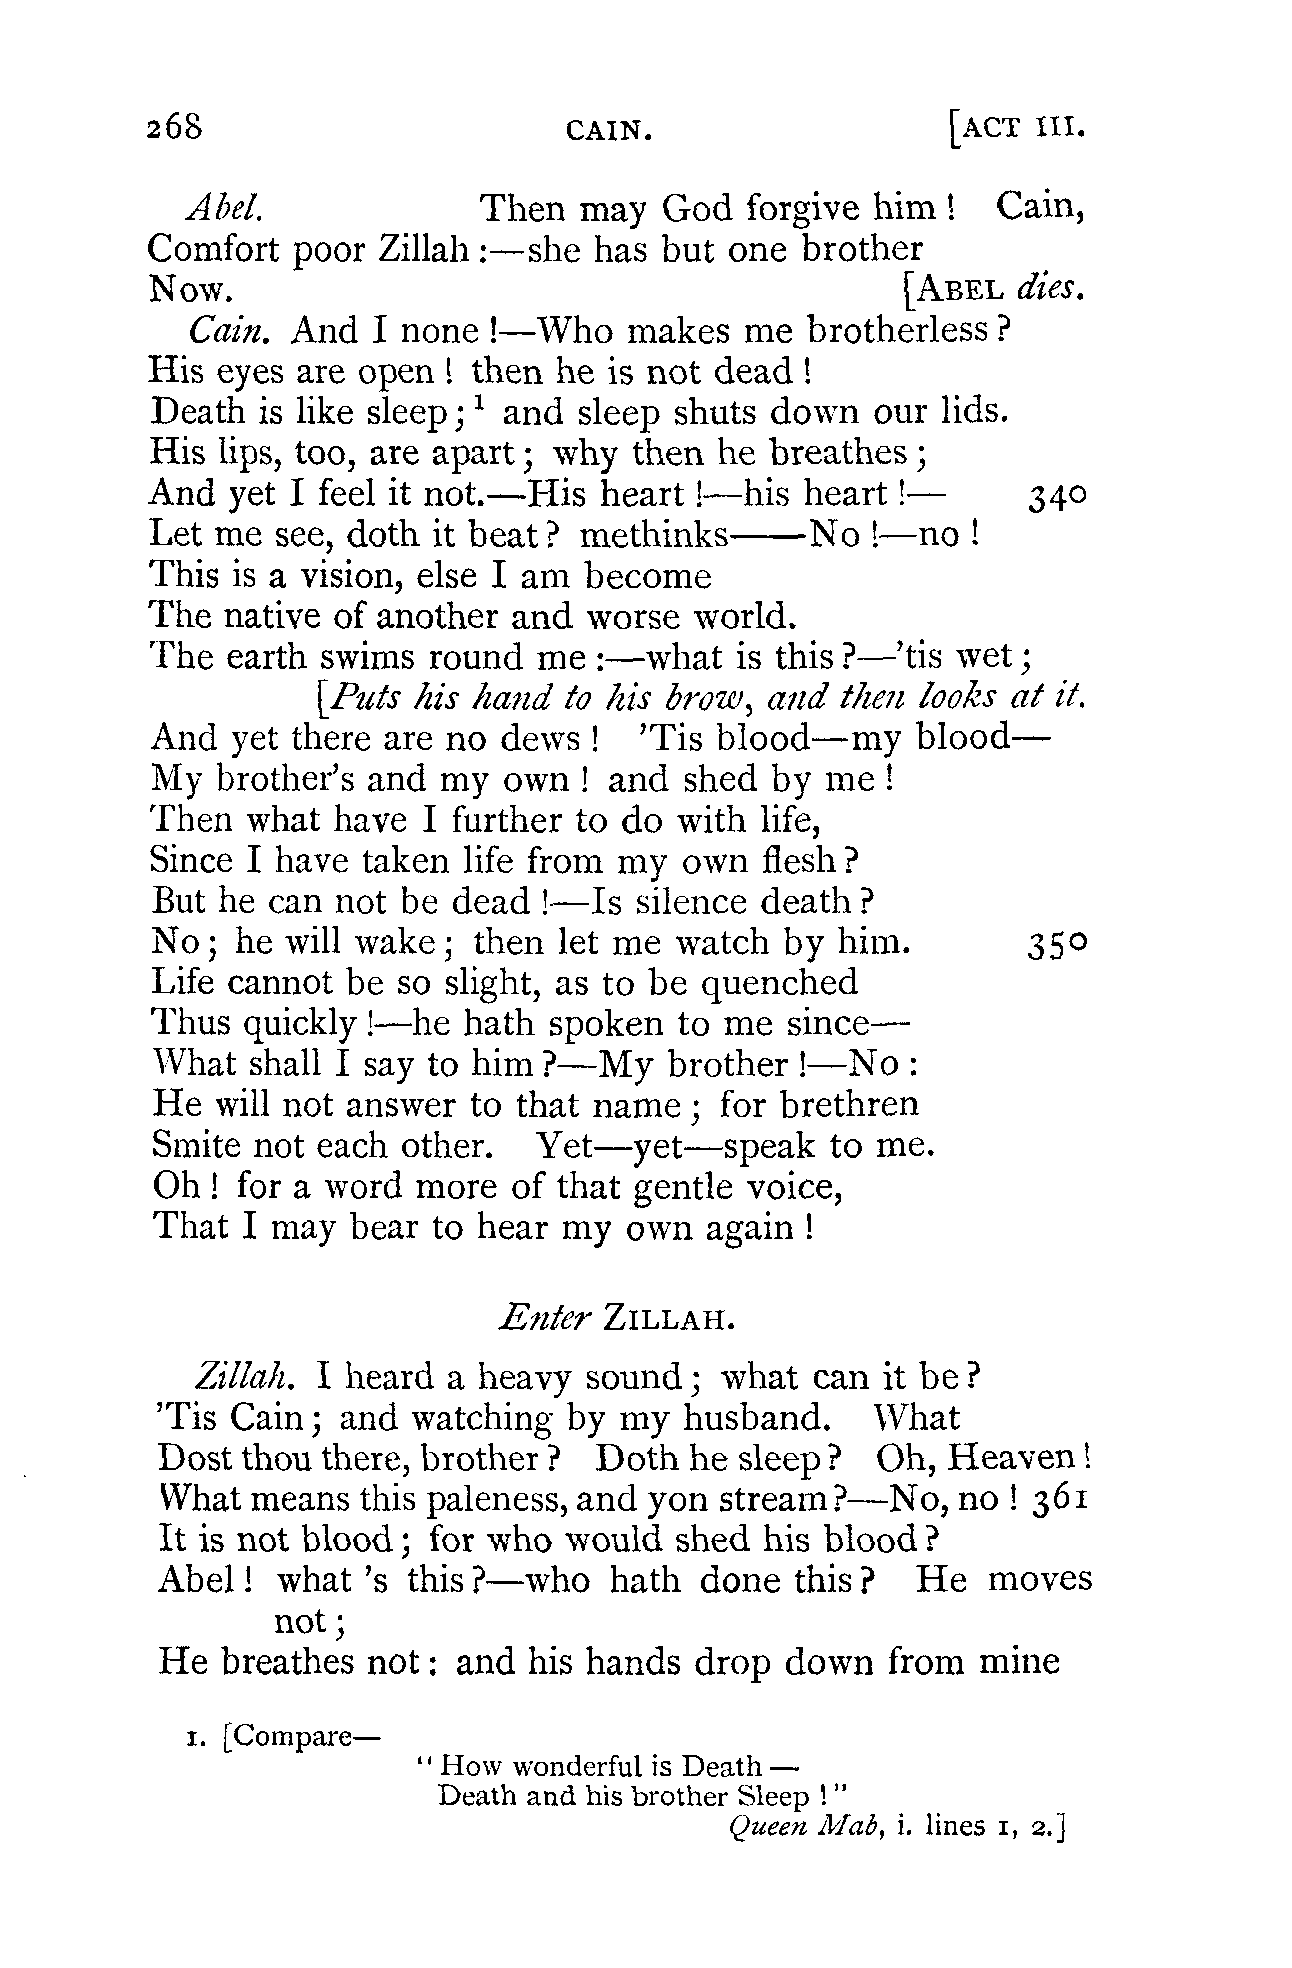 268 CAIN. [ACT III.
Abel. Then may God forgive him! Cain,
Comfort poor Zillah:—she has but one brother
Now. [ABEL dies.
Cain. And I none!—Who makes me brotherless?
His eyes are open! then he is not dead!
Death is like sleep;¹ and sleep shuts down our lids.
His lips, too, are apart; why then he breathes;
And yet I feel it not.—His heart!—his heart!— 340
Let me see, doth it beat? methinks——No!—no!
This is a vision, else I am become
The native of another and worse world.
The earth swims round me:—what is this?—'tis wet;
[Puts his hand to his brow, and then looks at it.
And yet there are no dews! 'Tis blood—my blood—
My brother's and my own! and shed by me!
Then what have I further to do with life,
Since I have taken life from my own flesh?
But he can not be dead!—Is silence death?
No; he will wake; then let me watch by him. 350
Life cannot be so slight, as to be quenched
Thus quickly!—he hath spoken to me since—
What shall I say to him?—My brother!—No:
He will not answer to that name; for brethren
Smite not each other. Yet—yet—speak to me.
Oh! for a word more of that gentle voice,
That I may bear to hear my own again!
Enter ZILLAH.
Zillah. I heard a heavy sound; what can it be?
'Tis Cain; and watching by my husband. What
Dost thou there, brother? Doth he sleep? Oh, Heaven!
What means this paleness, and yon stream?—No, no! 361
It is not blood; for who would shed his blood?
Abel! what 's this?—who hath done this? He moves
not;
He breathes not: and his hands drop down from mine
1. [Compare—
"How wonderful is Death—
Death and his brother Sleep!"
Queen Mab, i. lines 1, 2.]